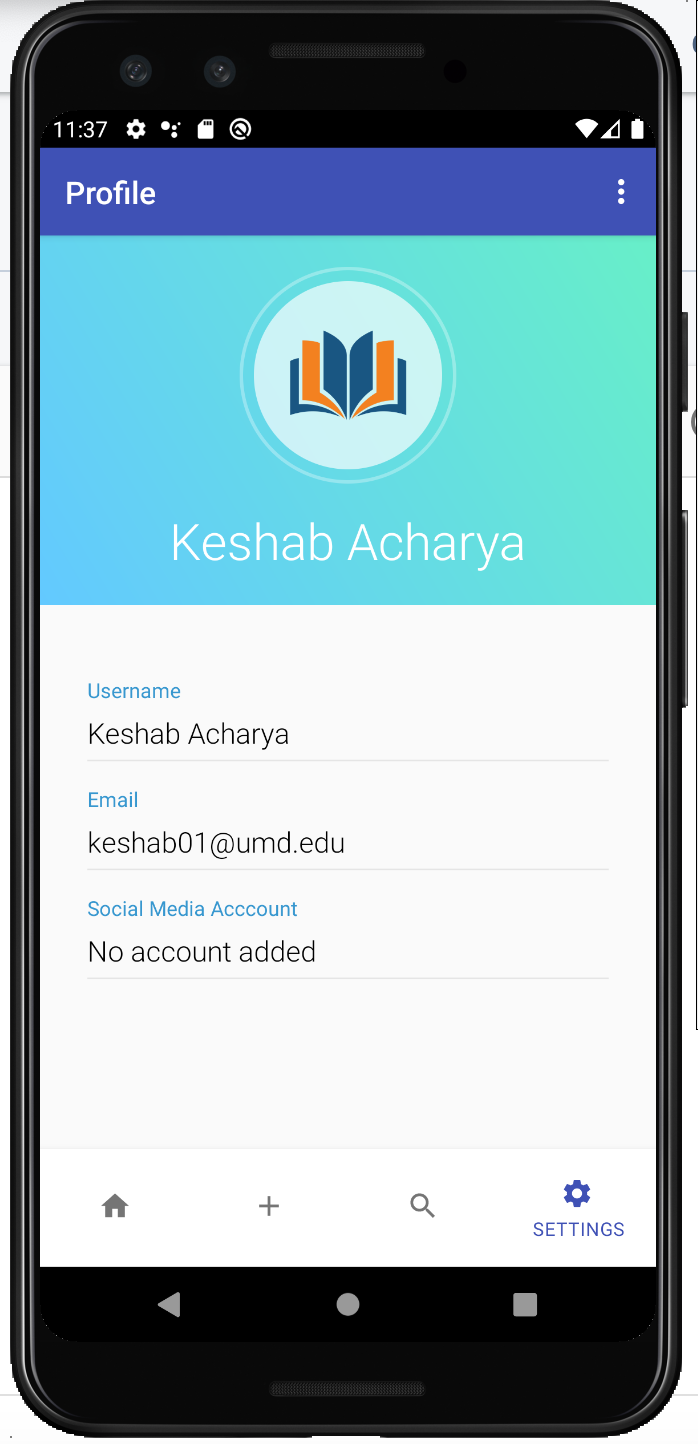 11:37
Profile
Keshab Acharya
Username
Keshab Acharya
Email
keshab01@umd.edu
Social Media Acccount
No account added
SETTINGS